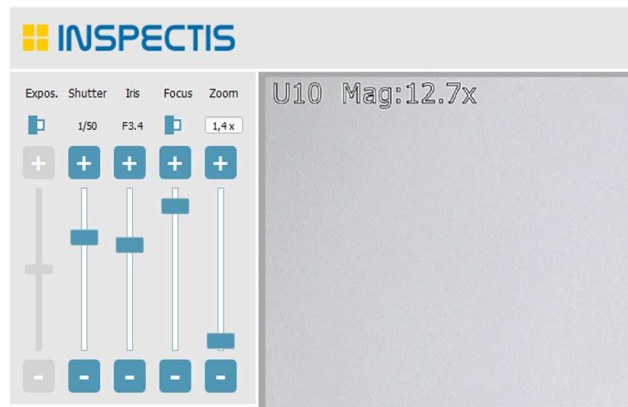 INSPECTIS
Expos. Shutter Iris Focus Zoom
1/50 F3.4 1,4 x
U10 Mag:12.7x
+ + + + +
- - - - -